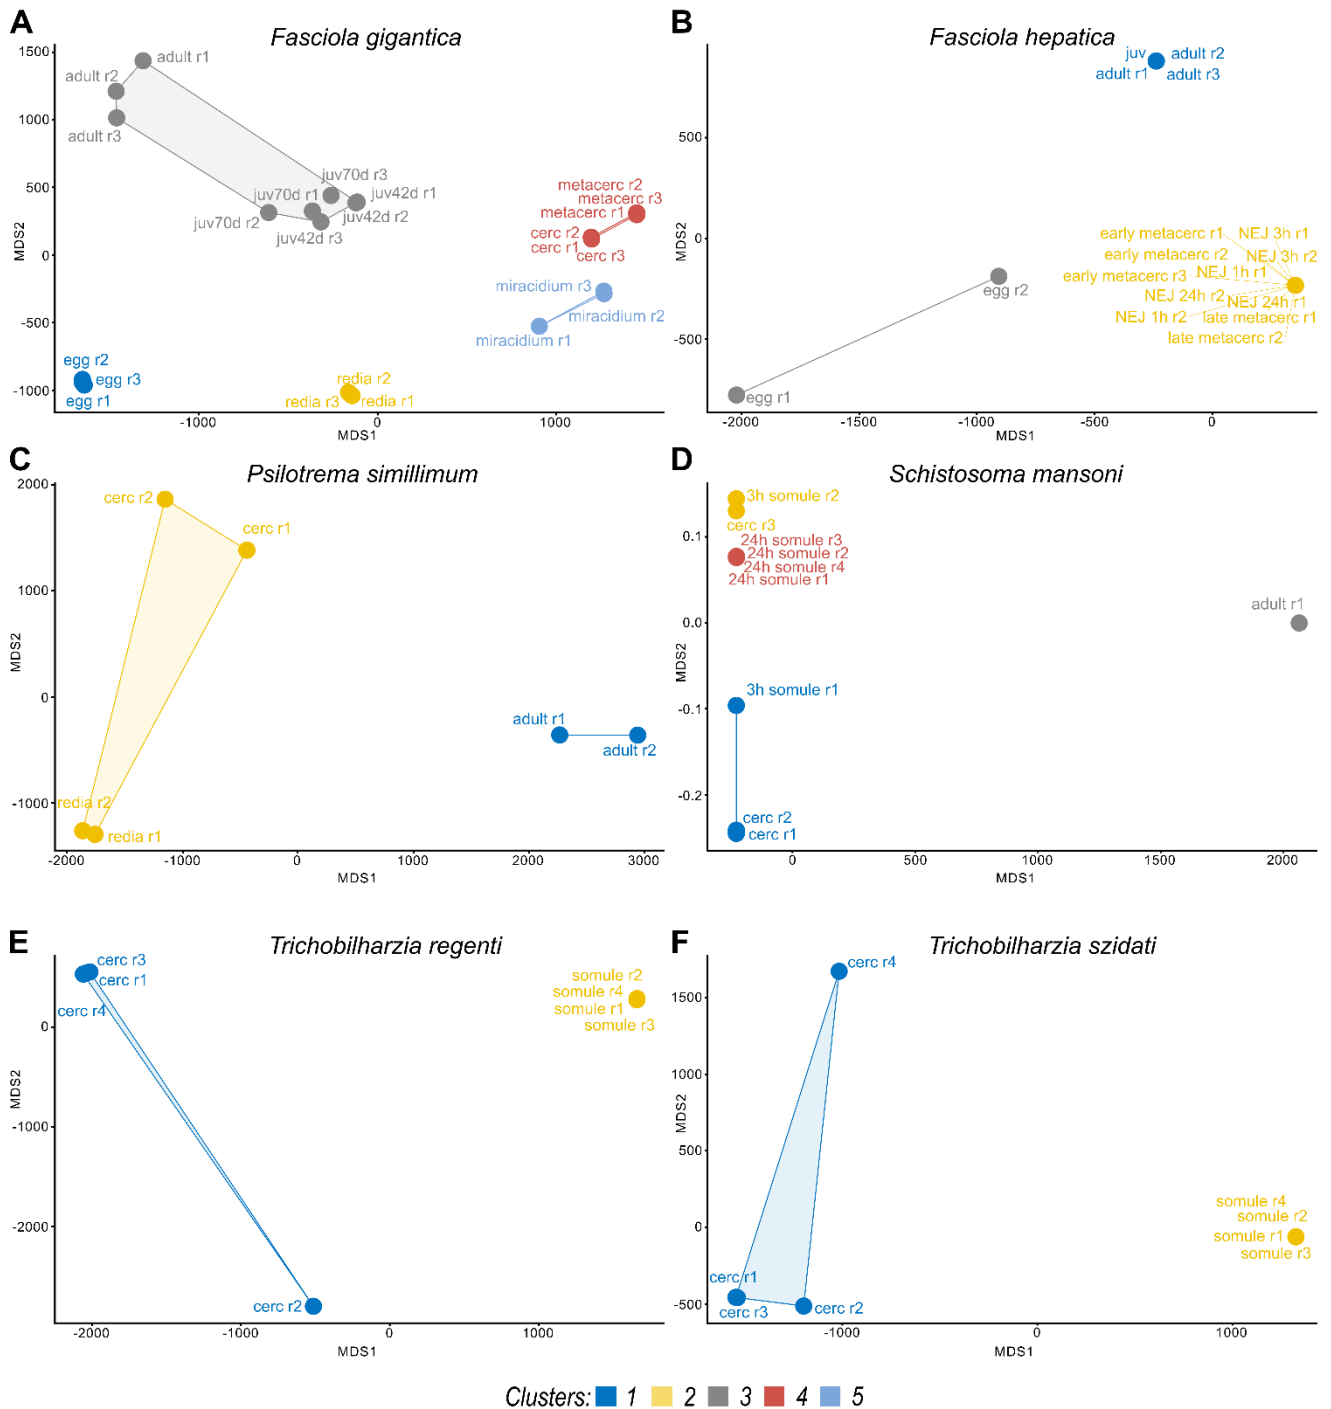 A
Fasciola gigantica
1500
1000
500
0
-500
-1000
MDS2
adult r1
adult r2
adult r3
juv70d r3
juv70d r1
juv42d r1
juv70d r2
juv42d r2
juv42d r3
metacerc r2
metacerc r3
metacerc r1
cerc r2
cerc r1
cerc r3
miracidium r3
miracidium r2
miracidium r1
egg r2
egg r3
egg r1
redia r2
redia r3
redia r1
-1000
0
1000
MDS1
B
Fasciola hepatica
500
0
-500
MDS2
juv
adult r2
adult r1
adult r3
early metacerc r1
NEJ 3h r1
early metacerc r2
NEJ 3h r2
early metacerc r3
NEJ 1h r1
NEJ 24h r2
NEJ 24h r1
NEJ 1h r2
late metacerc r1
late metacerc r2
egg r2
egg r1
-2000
-1500
-1000
-500
0
MDS1
C
Psilotrema simillimum
2000
1000
0
-1000
MDS2
cerc r2
cerc r1
adult r1
adult r2
redia r2
redia r1
-2000
-1000
0
1000
2000
3000
MDS1
D
Schistosoma mansoni
0.1
0.0
-0.1
-0.2
MDS2
3h somule r2
cerc r3
24h somule r3
24h somule r2
24h somule r4
24h somule r1
adult r1
3h somule r1
cerc r2
cerc r1
0
500
1000
1500
2000
MDS1
E
Trichobilharzia regenti
0
-1000
-2000
MDS2
cerc r3
cerc r1
cerc r4
somule r2
somule r4
somule r1
somule r3
cerc r2
-2000
-1000
0
1000
MDS1
F
Trichobilharzia szidati
1500
1000
500
0
-500
MDS2
cerc r4
somule r4
somule r2
somule r1
somule r3
cerc r1
cerc r3
cerc r2
-1000
0
1000
MDS1
Clusters: 1 2 3 4 5